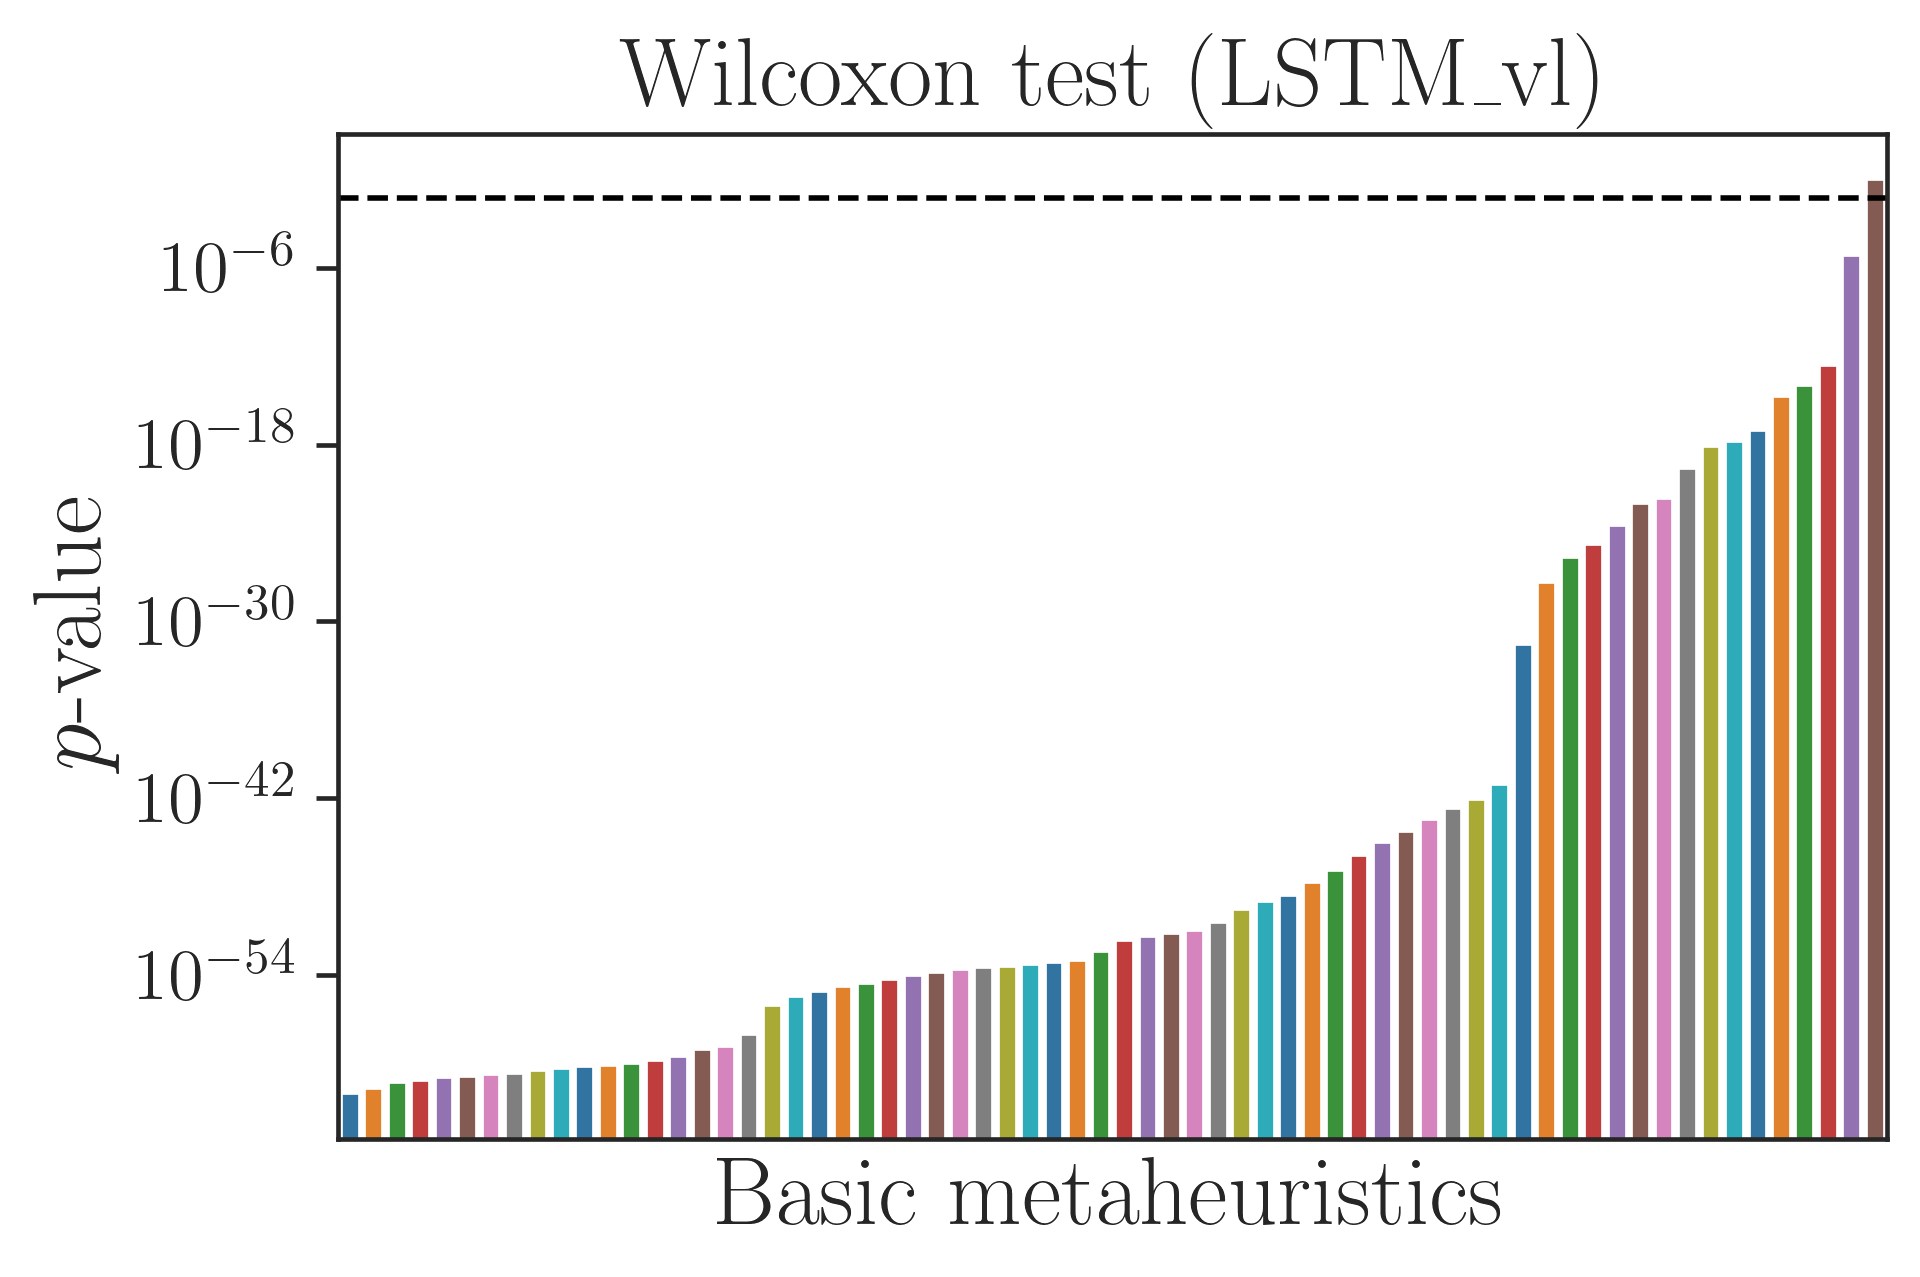 Wilcoxon test (LSTM_vl)
p-value
10⁻⁶
10⁻¹⁸
10⁻³⁰
10⁻⁴²
10⁻⁵⁴
Basic metaheuristics